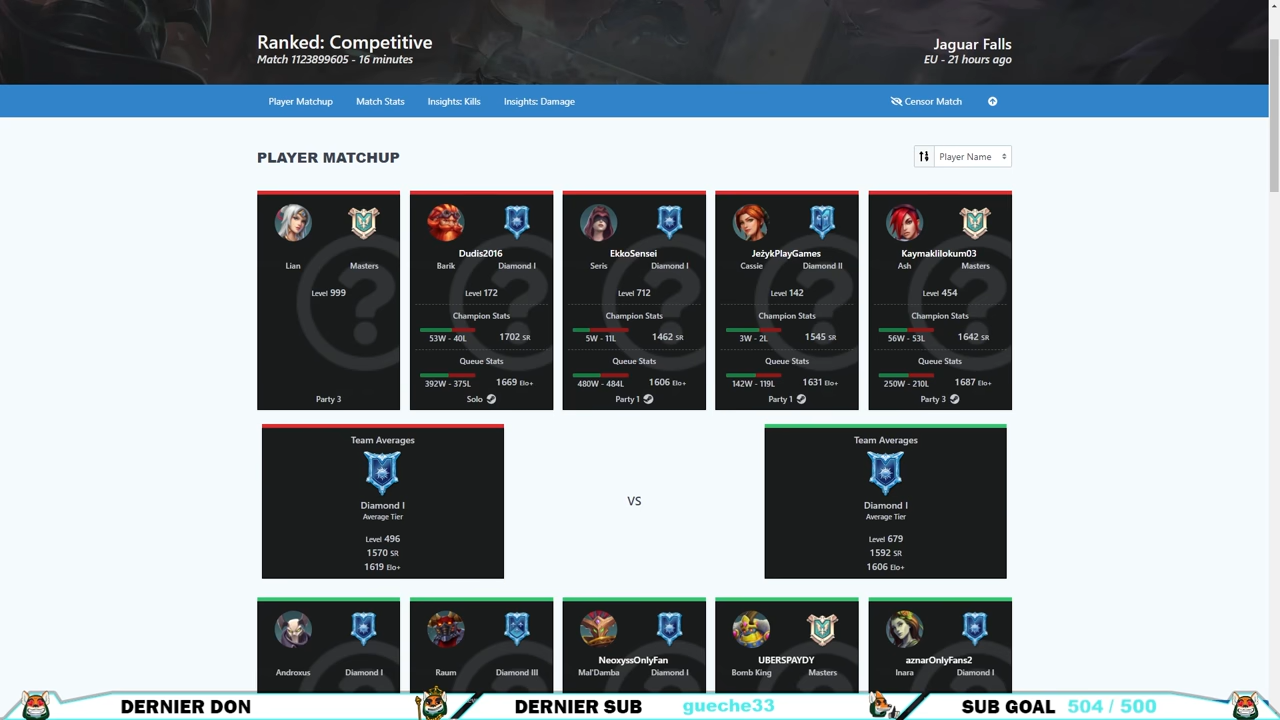 Ranked: Competitive
Match 1123899605 - 16 minutes
Jaguar Falls
EU - 21 hours ago
Player Matchup Match Stats Insights: Kills Insights: Damage Censor Match
PLAYER MATCHUP
Player Name
Lian Masters
Level 999
Party 3
Dudis2016
Barik Diamond I
Level 172
Champion Stats
53W - 40L 1702 SR
Queue Stats
392W - 375L 1669 Elo+
Solo
EkkoSensei
Seris Diamond I
Level 712
Champion Stats
5W - 11L 1462 SR
Queue Stats
480W - 484L 1606 Elo+
Party 1
JeżykPlayGames
Cassie Diamond II
Level 142
Champion Stats
3W - 2L 1545 SR
Queue Stats
142W - 119L 1631 Elo+
Party 1
Kaymaklilokum03
Ash Masters
Level 454
Champion Stats
56W - 53L 1642 SR
Queue Stats
250W - 210L 1687 Elo+
Party 3
Team Averages
Diamond I
Average Tier
Level 496
1570 SR
1619 Elo+
VS
Team Averages
Diamond I
Average Tier
Level 679
1592 SR
1606 Elo+
Androxus Diamond I
Raum Diamond III
NeoxyssOnlyFan
Mal'Damba Diamond I
UBERSPAYDY
Bomb King Masters
aznarOnlyFans2
Inara Diamond I
DERNIER DON
DERNIER SUB gueche33
SUB GOAL 504 / 500